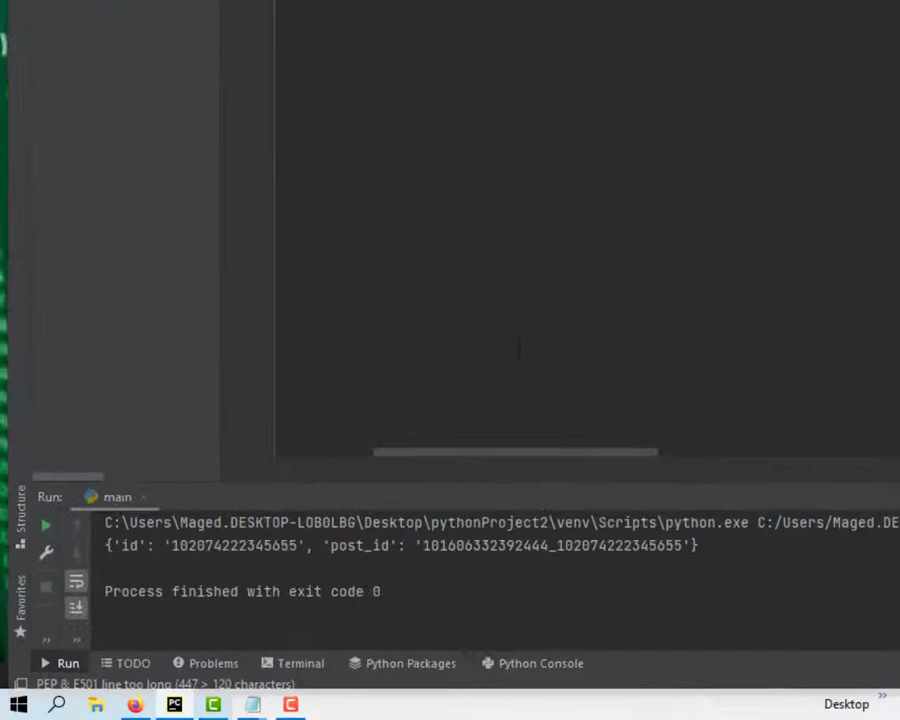 Run: main
C:\Users\Maged.DESKTOP-LOB0LBG\Desktop\pythonProject2\venv\Scripts\python.exe C:/Users/Maged.DE
{'id': '102074222345655', 'post_id': '101606332392444_102074222345655'}
Process finished with exit code 0
Structure
Favorites
Run TODO Problems Terminal Python Packages Python Console
PEP 8: E501 line too long (447 > 120 characters)
Desktop